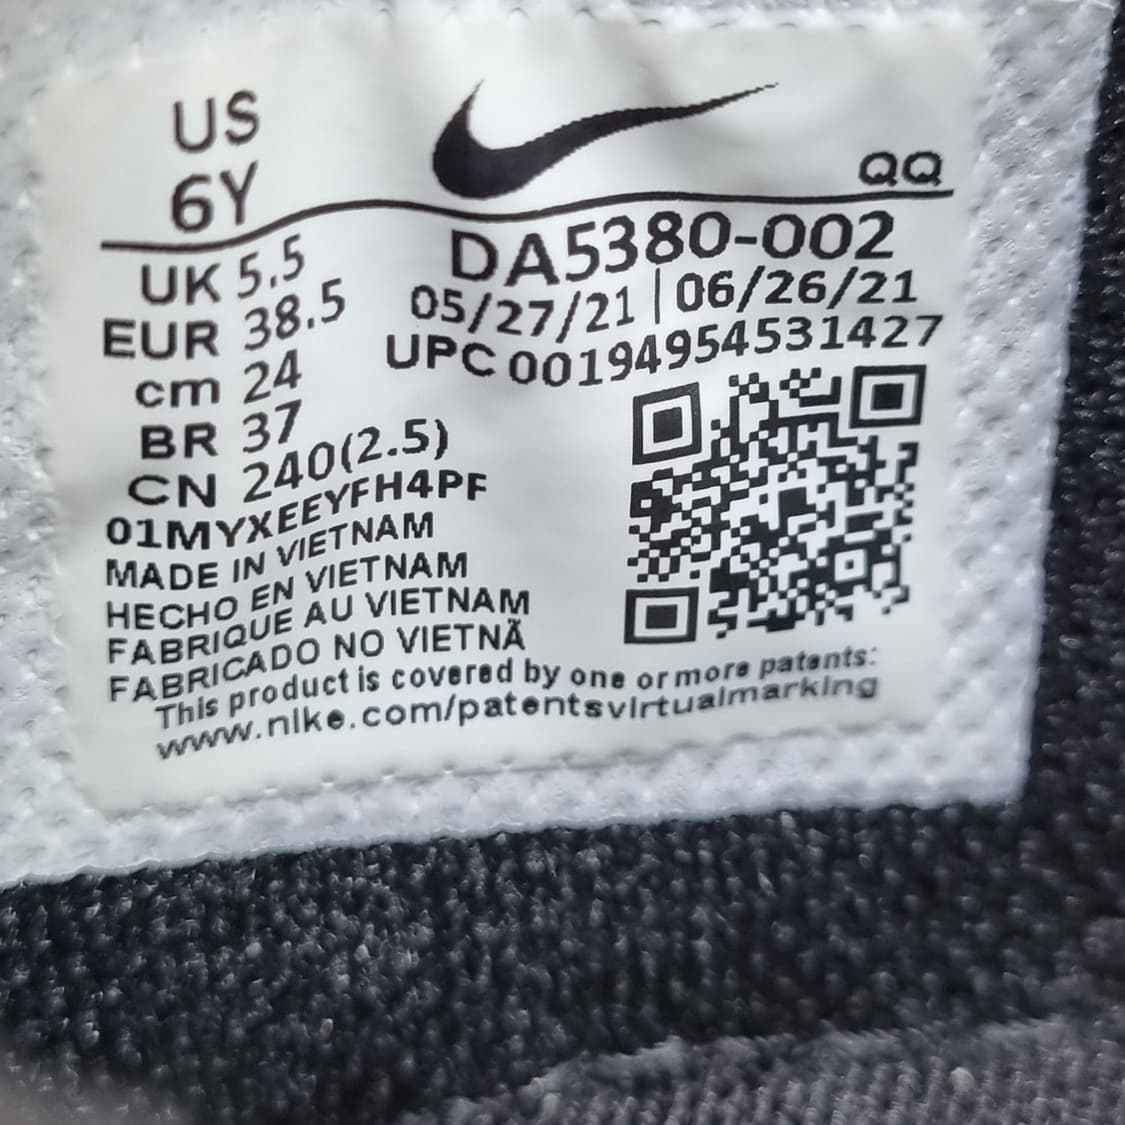 US
6Y
QQ
UK 5.5
EUR 38.5
cm 24
BR 37
CN 240(2.5)
DA5380-002
05/27/21 | 06/26/21
UPC 00194954531427
01MYXEEYFH4PF
MADE IN VIETNAM
HECHO EN VIETNAM
FABRIQUE AU VIETNAM
FABRICADO NO VIETNÃ
This product is covered by one or more patents:
www.nike.com/patentsvirtualmarking